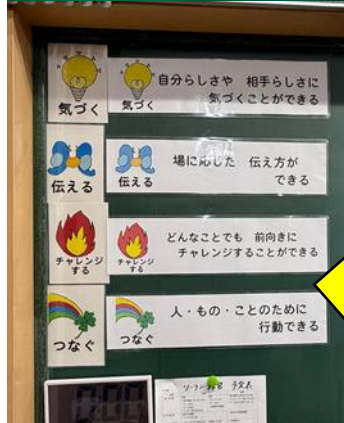 気づく
気づく
自分らしさや 相手らしさに
気づくことができる
伝える
伝える
場に応じた 伝え方が
できる
チャレンジ
する
チャレンジ
する
どんなことでも 前向きに
チャレンジすることができる
つなぐ
つなぐ
人・もの・ことのために
行動できる
予定表